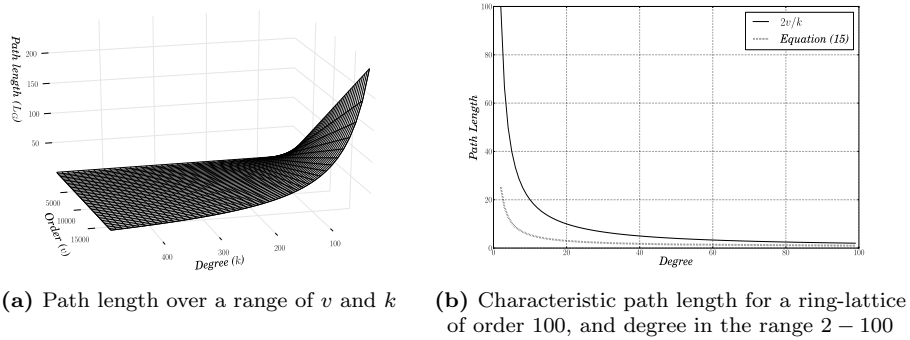 200
150
100
50
Path length (LG)
5000
10000
15000
Order (v)
400
300
200
100
Degree (k)
100
80
60
40
20
0
Path Length
2v/k
Equation (15)
0 20 40 60 80 100
Degree
(a) Path length over a range of v and k
(b) Characteristic path length for a ring-lattice
of order 100, and degree in the range 2 − 100